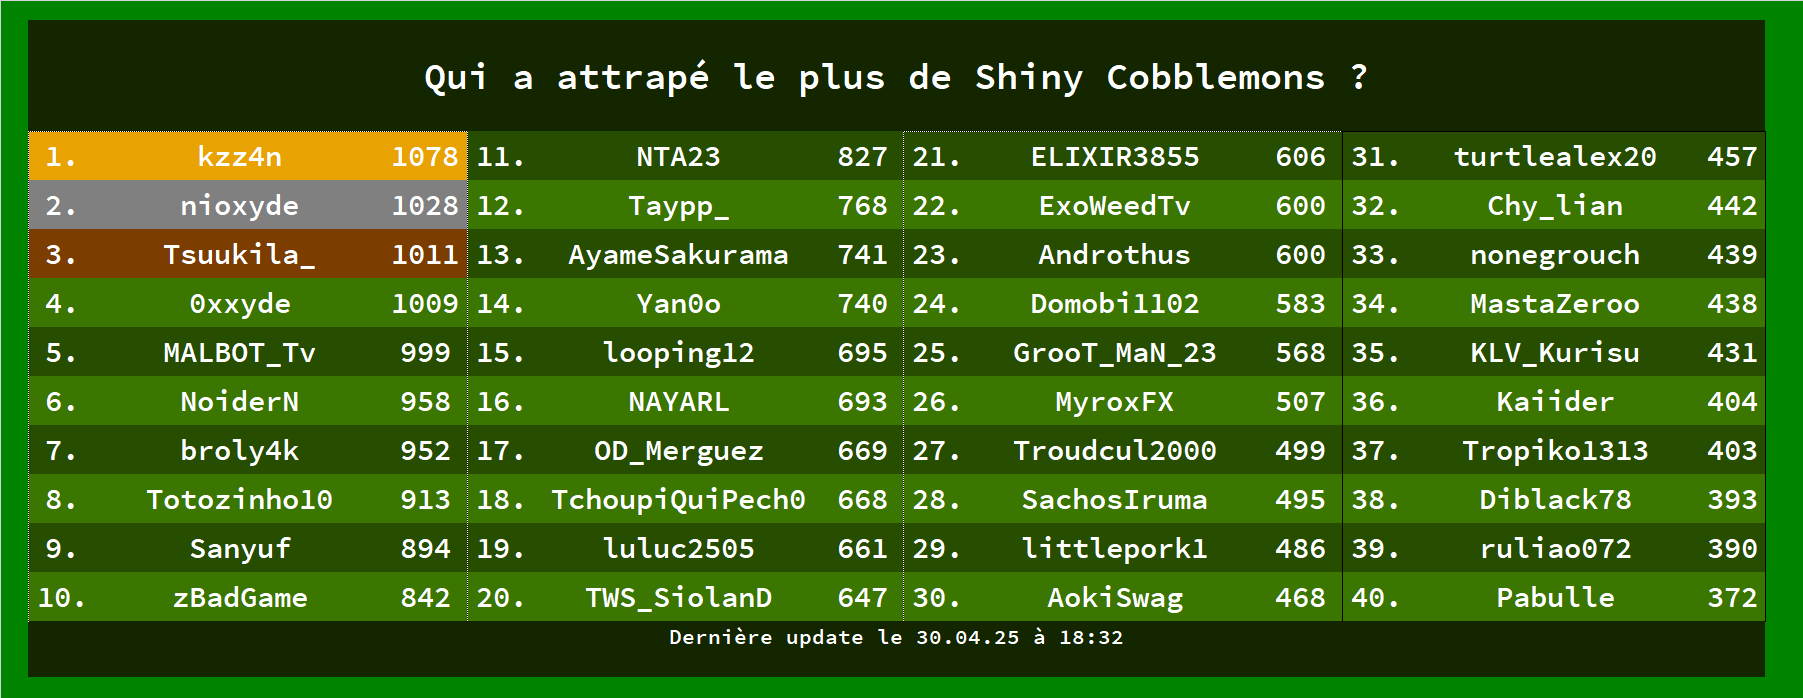 Qui a attrapé le plus de Shiny Cobblemons ?
1. kzz4n 1078 11. NTA23 827 21. ELIXIR3855 606 31. turtlealex20 457
2. nioxyde 1028 12. Taypp_ 768 22. ExoWeedTv 600 32. Chy_lian 442
3. Tsuukila_ 1011 13. AyameSakurama 741 23. Androthus 600 33. nonegrouch 439
4. 0xxyde 1009 14. Yan0o 740 24. Domobi1102 583 34. MastaZeroo 438
5. MALBOT_Tv 999 15. looping12 695 25. GrooT_MaN_23 568 35. KLV_Kurisu 431
6. NoiderN 958 16. NAYARL 693 26. MyroxFX 507 36. Kaiider 404
7. broly4k 952 17. OD_Merguez 669 27. Troudcul2000 499 37. Tropiko1313 403
8. Totozinho10 913 18. TchoupiQuiPech0 668 28. SachosIruma 495 38. Diblack78 393
9. Sanyuf 894 19. luluc2505 661 29. littlepork1 486 39. ruliao072 390
10. zBadGame 842 20. TWS_SiolanD 647 30. AokiSwag 468 40. Pabulle 372
Dernière update le 30.04.25 à 18:32